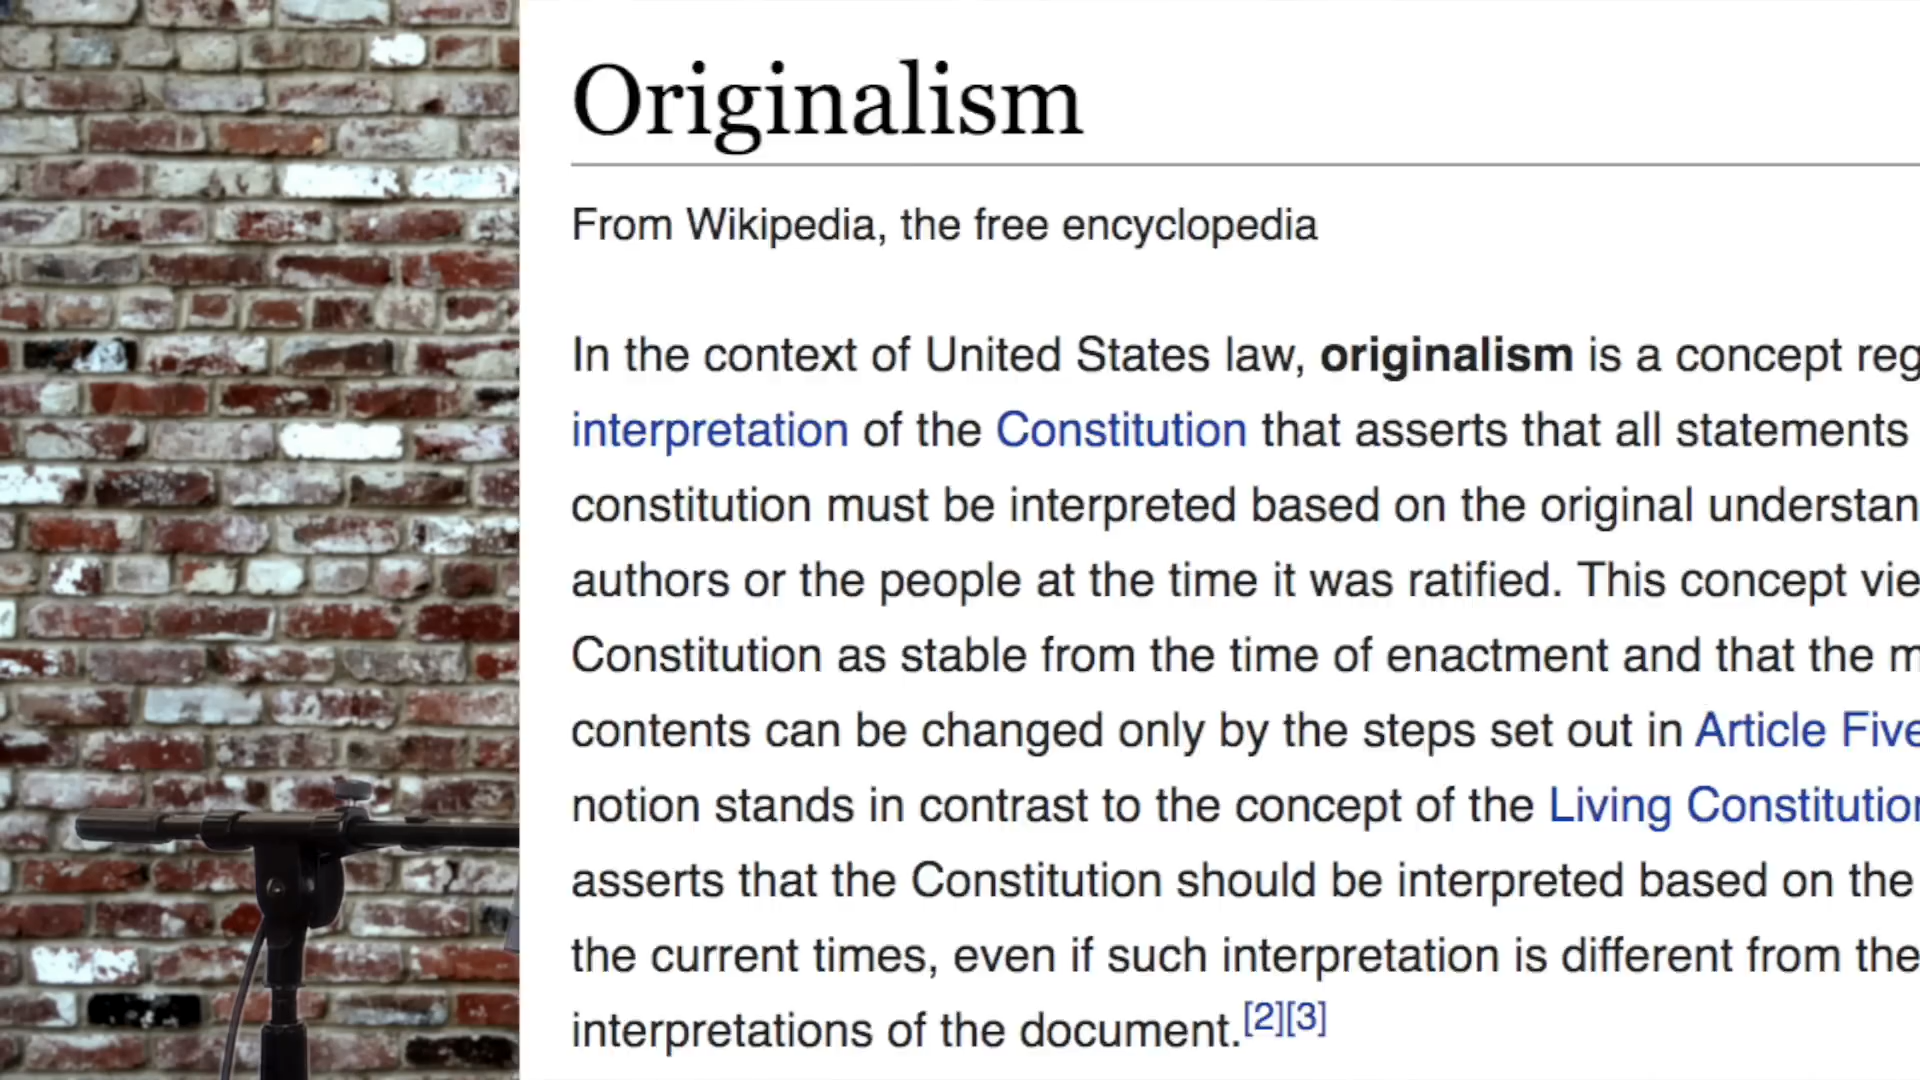 Originalism
From Wikipedia, the free encyclopedia
In the context of United States law, originalism is a concept
interpretation of the Constitution that asserts that all statements
constitution must be interpreted based on the original
authors or the people at the time it was ratified. This concept
Constitution as stable from the time of enactment and that the
contents can be changed only by the steps set out in Article Five
notion stands in contrast to the concept of the Living
asserts that the Constitution should be interpreted based on the
the current times, even if such interpretation is different from the
interpretations of the document.[2][3]